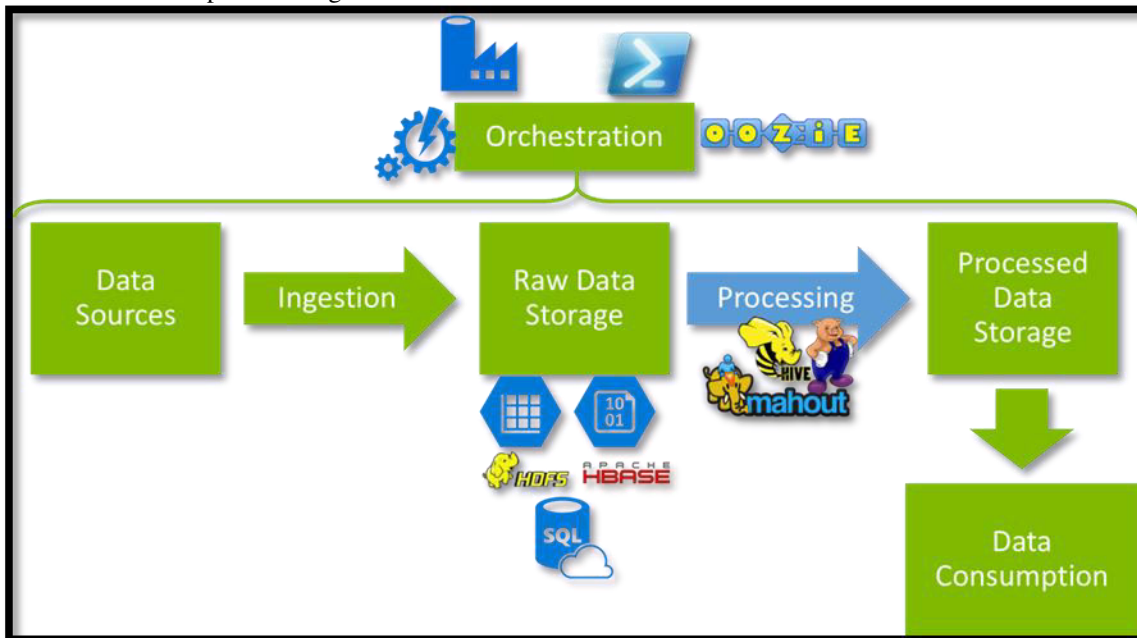 Orchestration
OOZiE
Data
Sources
Ingestion
Raw Data
Storage
Processing
Processed
Data
Storage
HIVE
mahout
10
01
HDFS
APACHE
HBASE
SQL
Data
Consumption